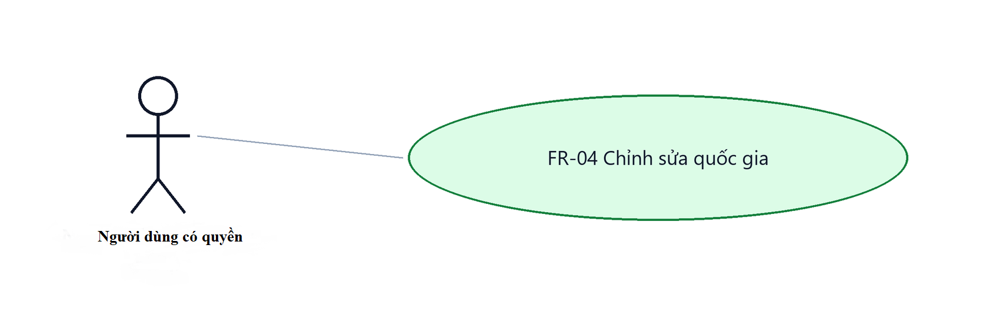 FR-04 Chỉnh sửa quốc gia
Người dùng có quyền